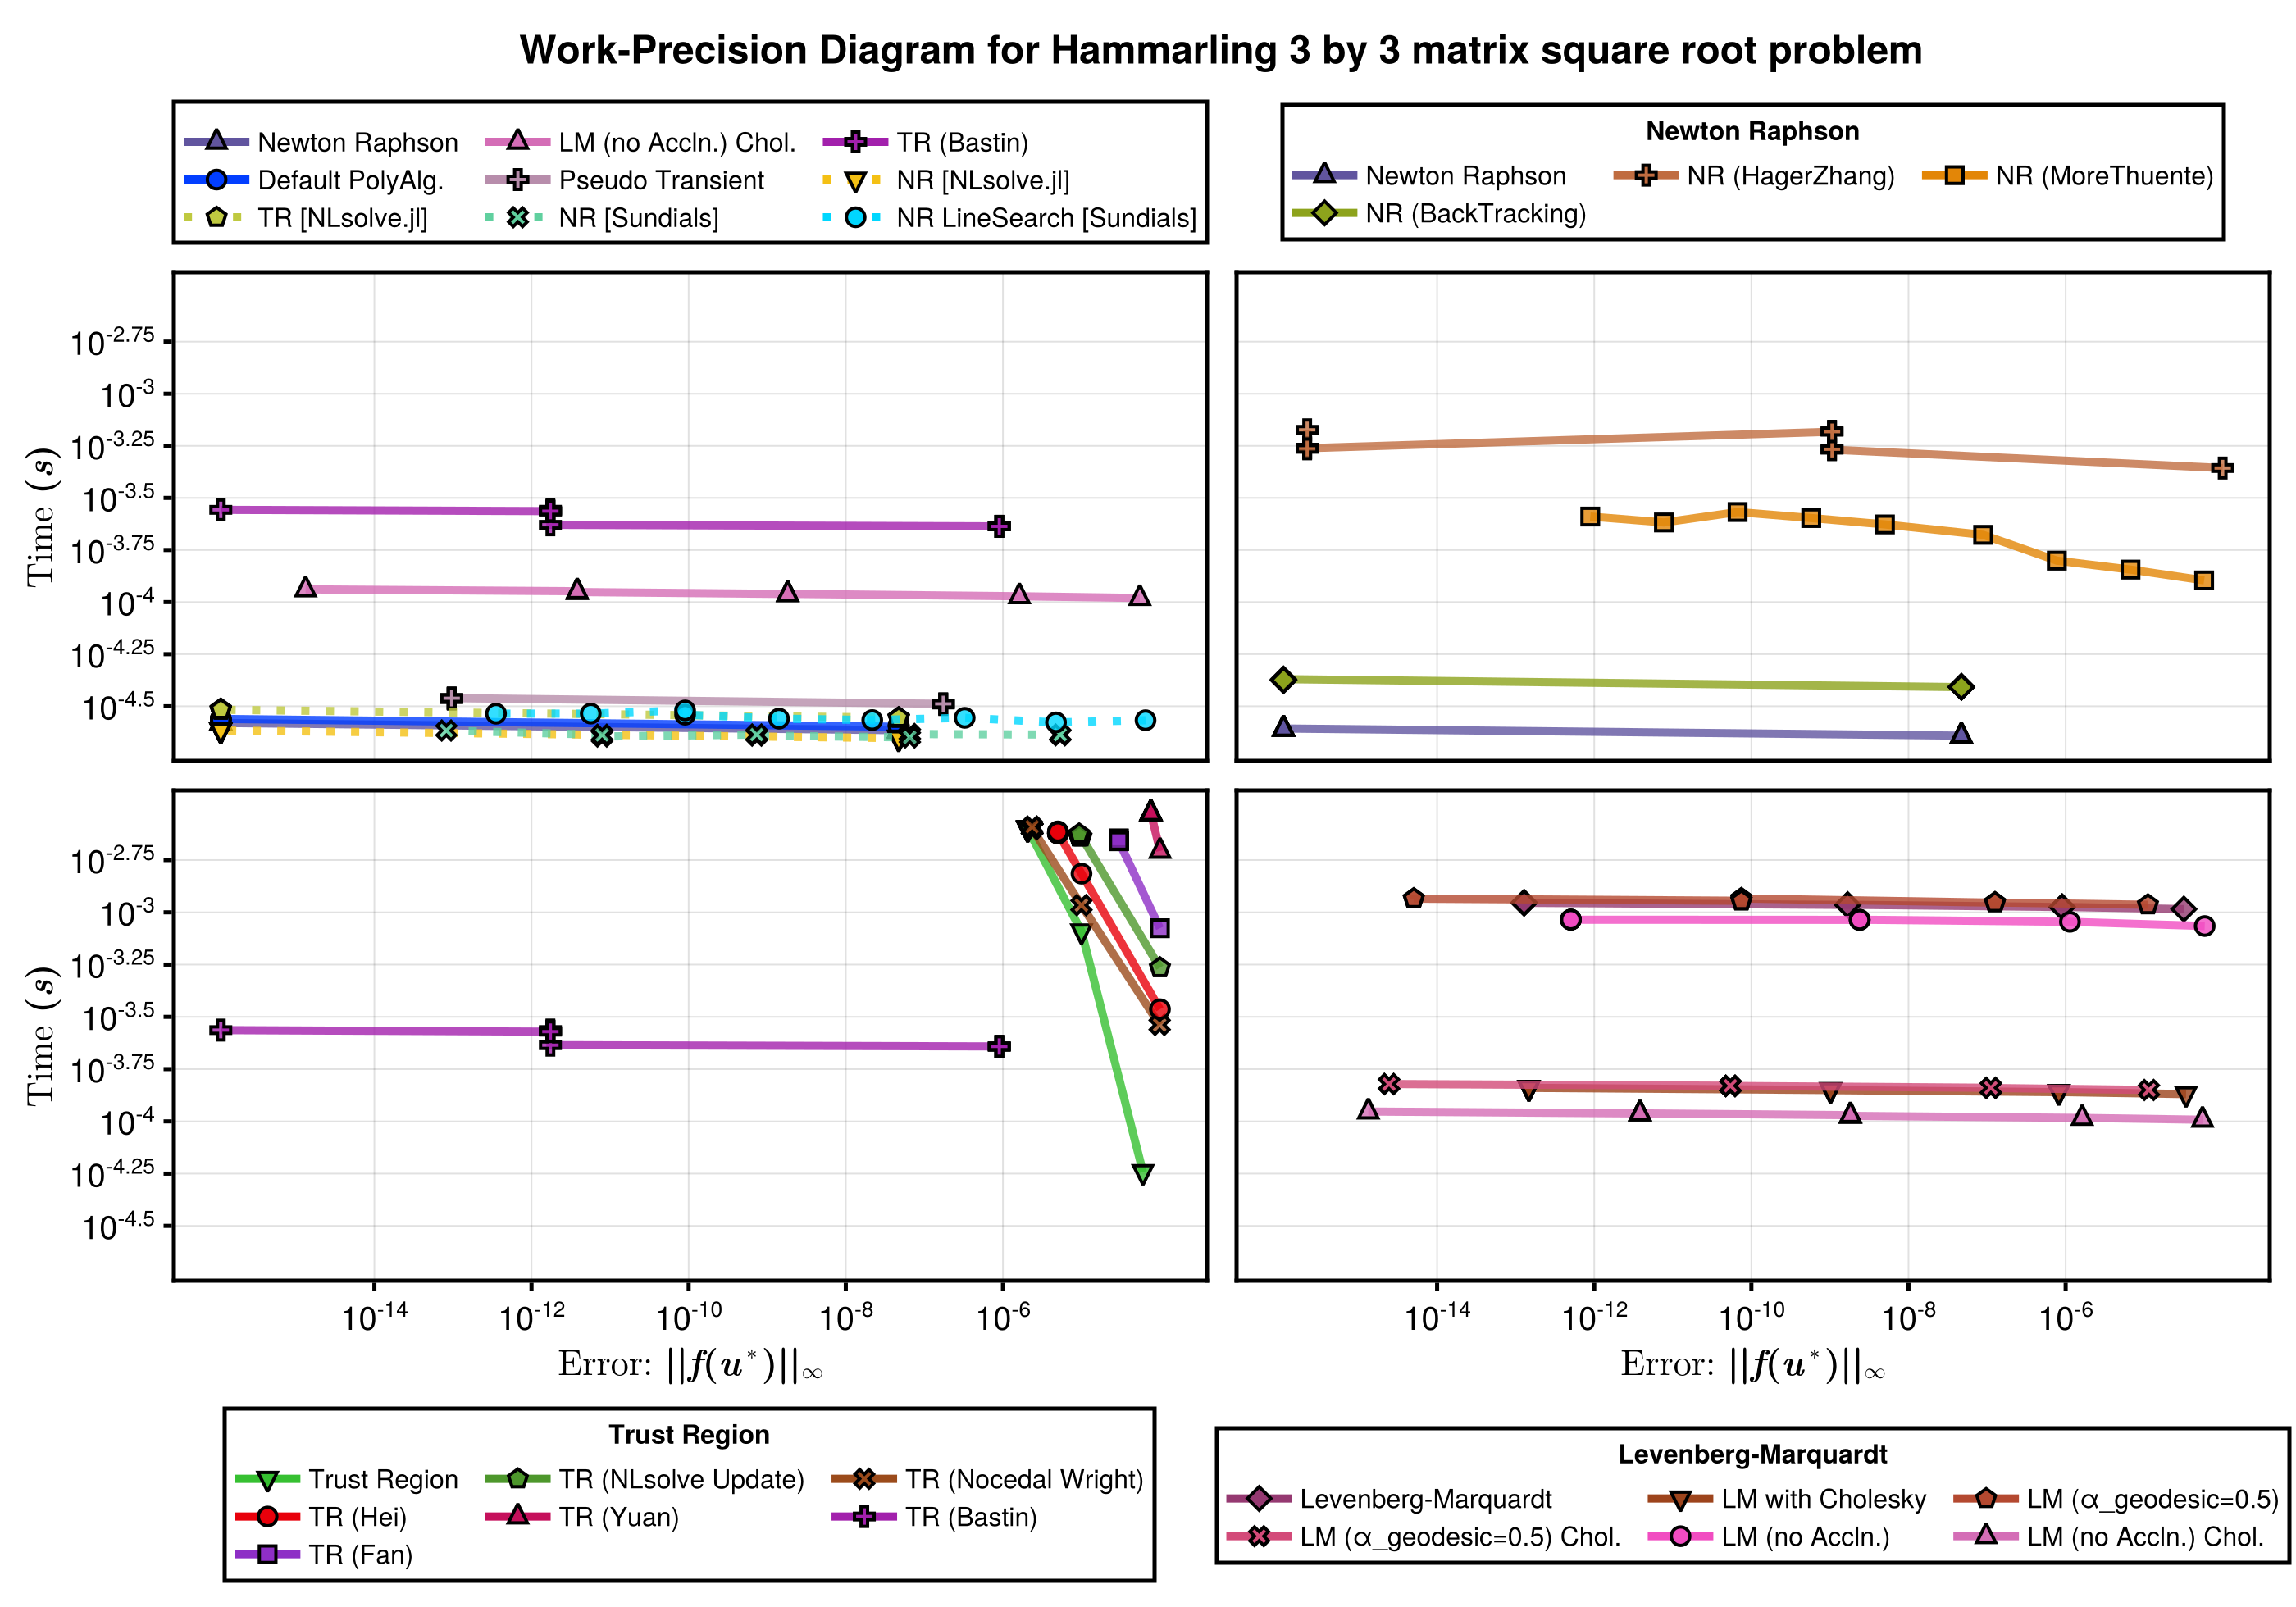 Work-Precision Diagram for Hammarling 3 by 3 matrix square root problem
Newton Raphson LM (no Accln.) Chol. TR (Bastin)
Default PolyAlg. Pseudo Transient NR [NLsolve.jl]
TR [NLsolve.jl] NR [Sundials] NR LineSearch [Sundials]
Newton Raphson
Newton Raphson NR (HagerZhang) NR (MoreThuente)
NR (BackTracking)
Time (s)
10^-2.75
10^-3
10^-3.25
10^-3.5
10^-3.75
10^-4
10^-4.25
10^-4.5
Time (s)
10^-2.75
10^-3
10^-3.25
10^-3.5
10^-3.75
10^-4
10^-4.25
10^-4.5
10^-14 10^-12 10^-10 10^-8 10^-6
Error: ||f(u*)||∞
10^-14 10^-12 10^-10 10^-8 10^-6
Error: ||f(u*)||∞
Trust Region
Trust Region TR (NLsolve Update) TR (Nocedal Wright)
TR (Hei) TR (Yuan) TR (Bastin)
TR (Fan)
Levenberg-Marquardt
Levenberg-Marquardt LM with Cholesky LM (α_geodesic=0.5)
LM (α_geodesic=0.5) Chol. LM (no Accln.) LM (no Accln.) Chol.